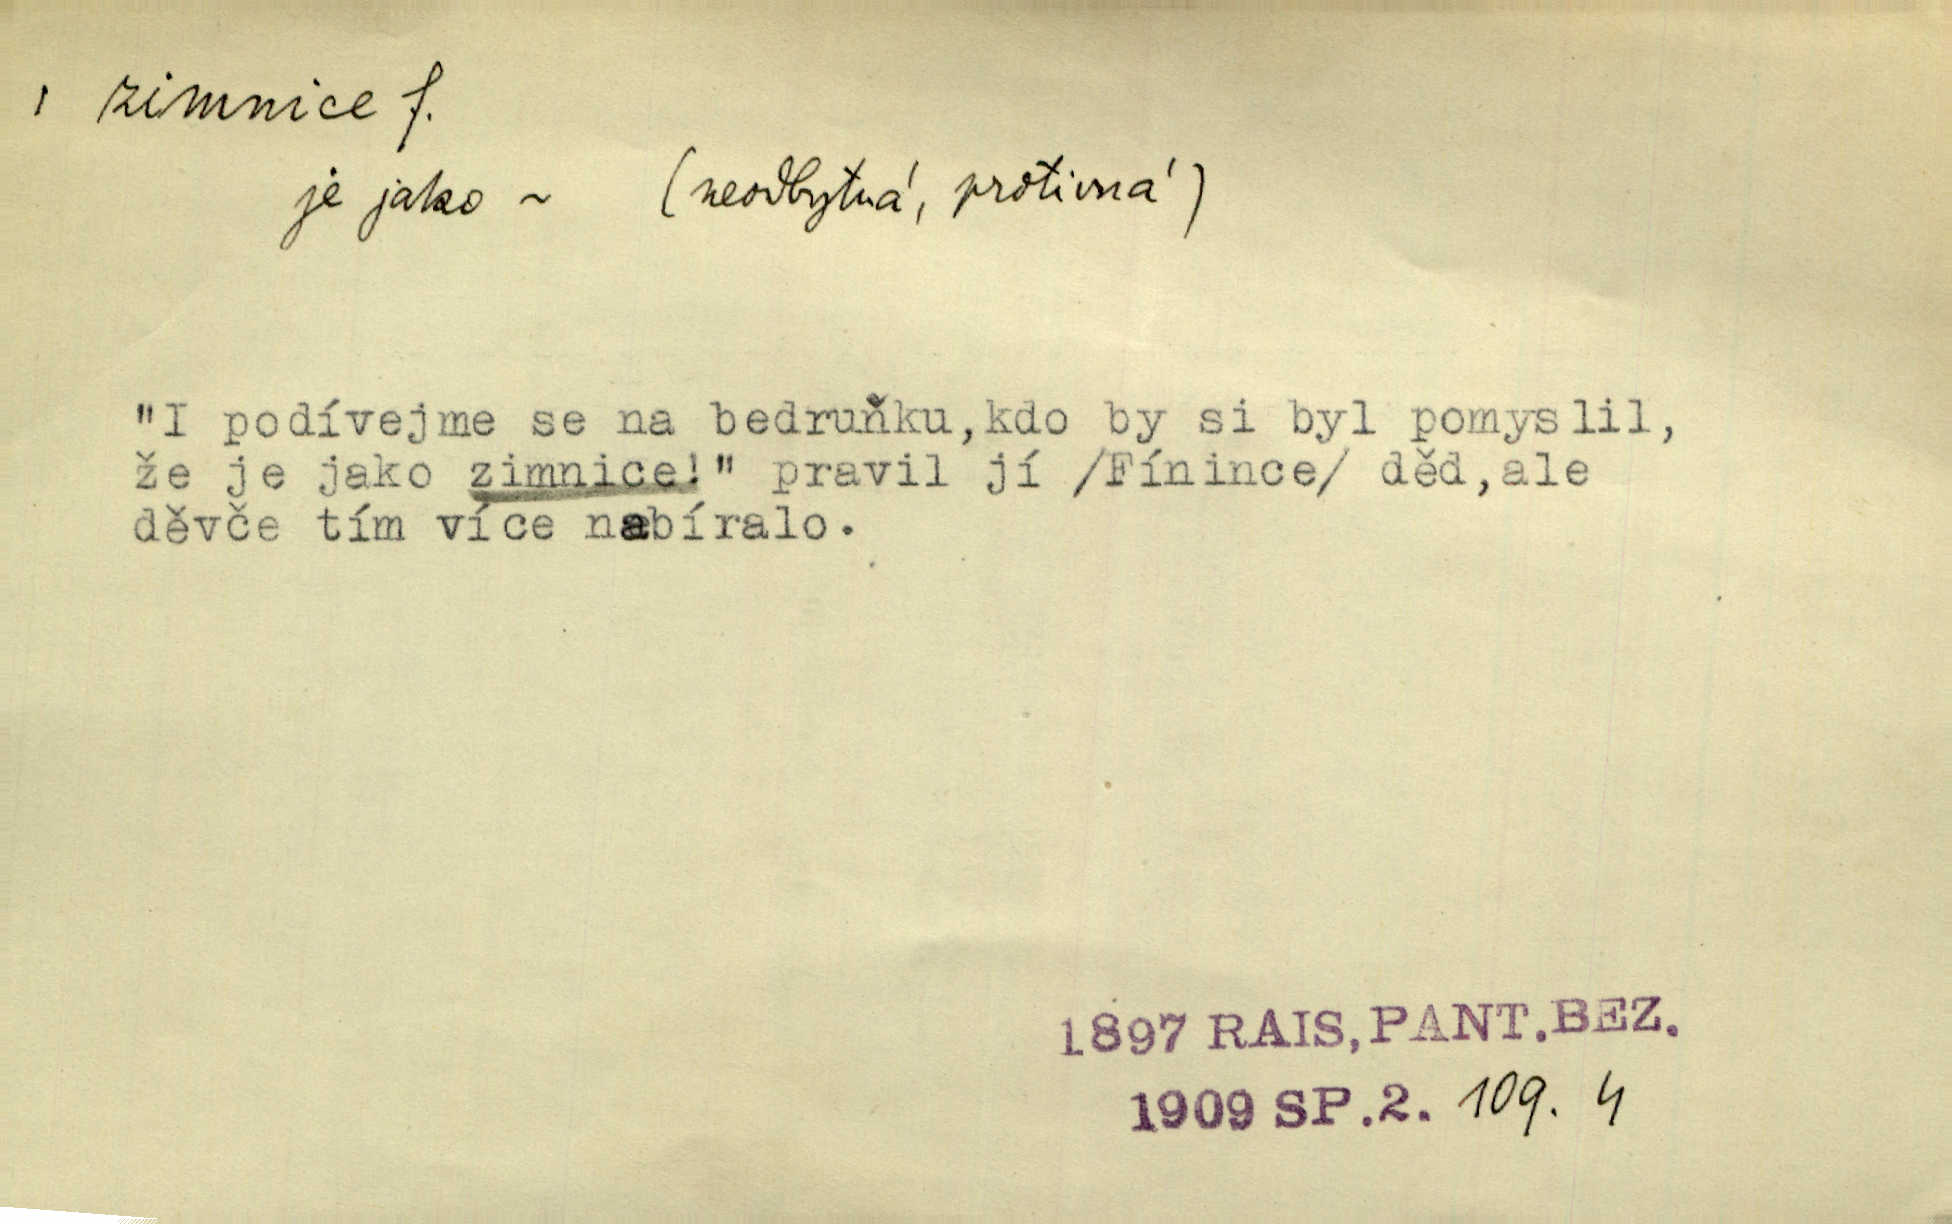 zimnice f.
je jako ~ (neodbytná, protivná)
"I podívejme se na bedruňku,kdo by si byl pomyslil,
že je jako zimnice!" pravil jí /Fínince/ děd,ale
děvče tím více nabíralo.
1897 RAIS,PANT.BEZ.
1909 SP.2. 109. 4